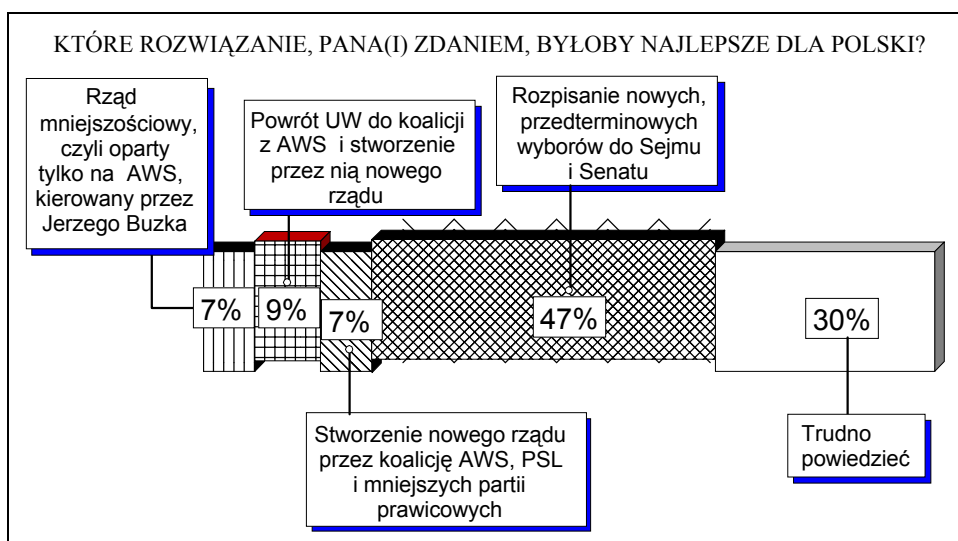 KTÓRE ROZWIĄZANIE, PANA(I) ZDANIEM, BYŁOBY NAJLEPSZE DLA POLSKI?
Rząd
mniejszościowy,
czyli oparty
tylko na AWS,
kierowany przez
Jerzego Buzka
Powrót UW do koalicji
z AWS i stworzenie
przez nią nowego
rządu
Rozpisanie nowych,
przedterminowych
wyborów do Sejmu
i Senatu
7%
9%
7%
47%
30%
Stworzenie nowego rządu
przez koalicję AWS, PSL
i mniejszych partii
prawicowych
Trudno
powiedzieć